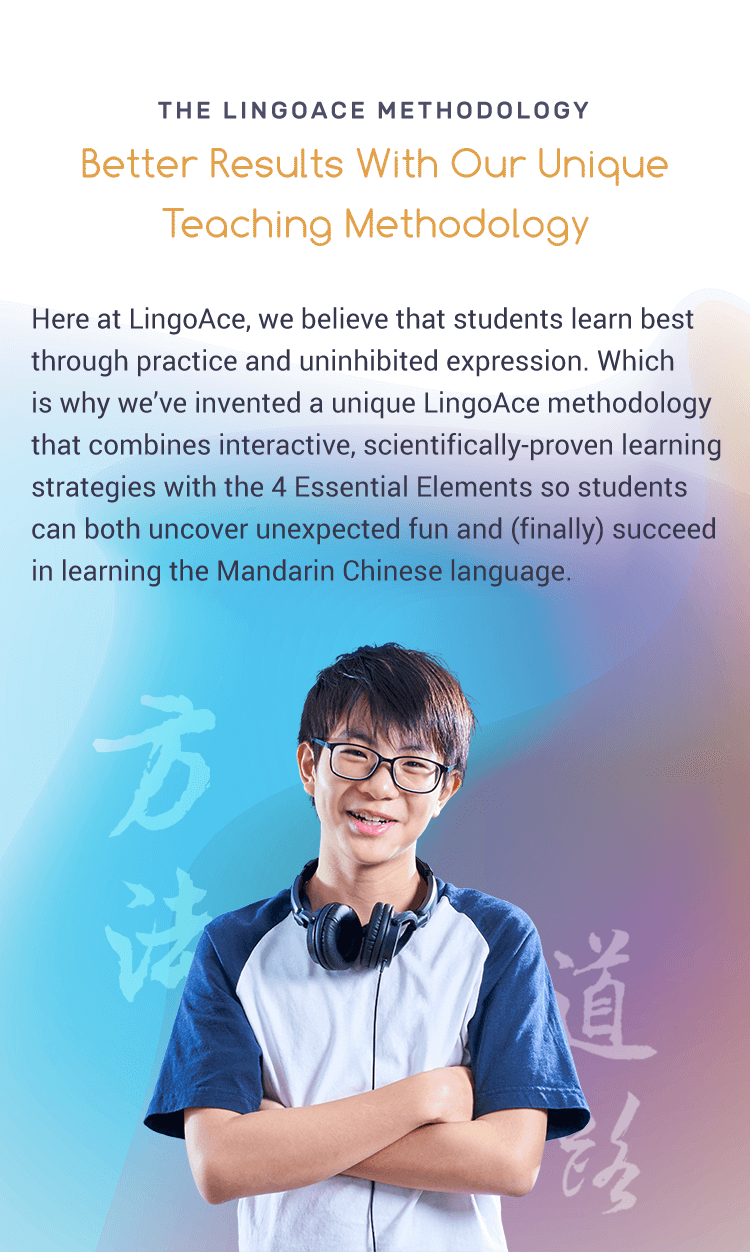 THE LINGOACE METHODOLOGY
Better Results With Our Unique
Teaching Methodology
Here at LingoAce, we believe that students learn best
through practice and uninhibited expression. Which
is why we’ve invented a unique LingoAce methodology
that combines interactive, scientifically-proven learning
strategies with the 4 Essential Elements so students
can both uncover unexpected fun and (finally) succeed
in learning the Mandarin Chinese language.
方法
道路